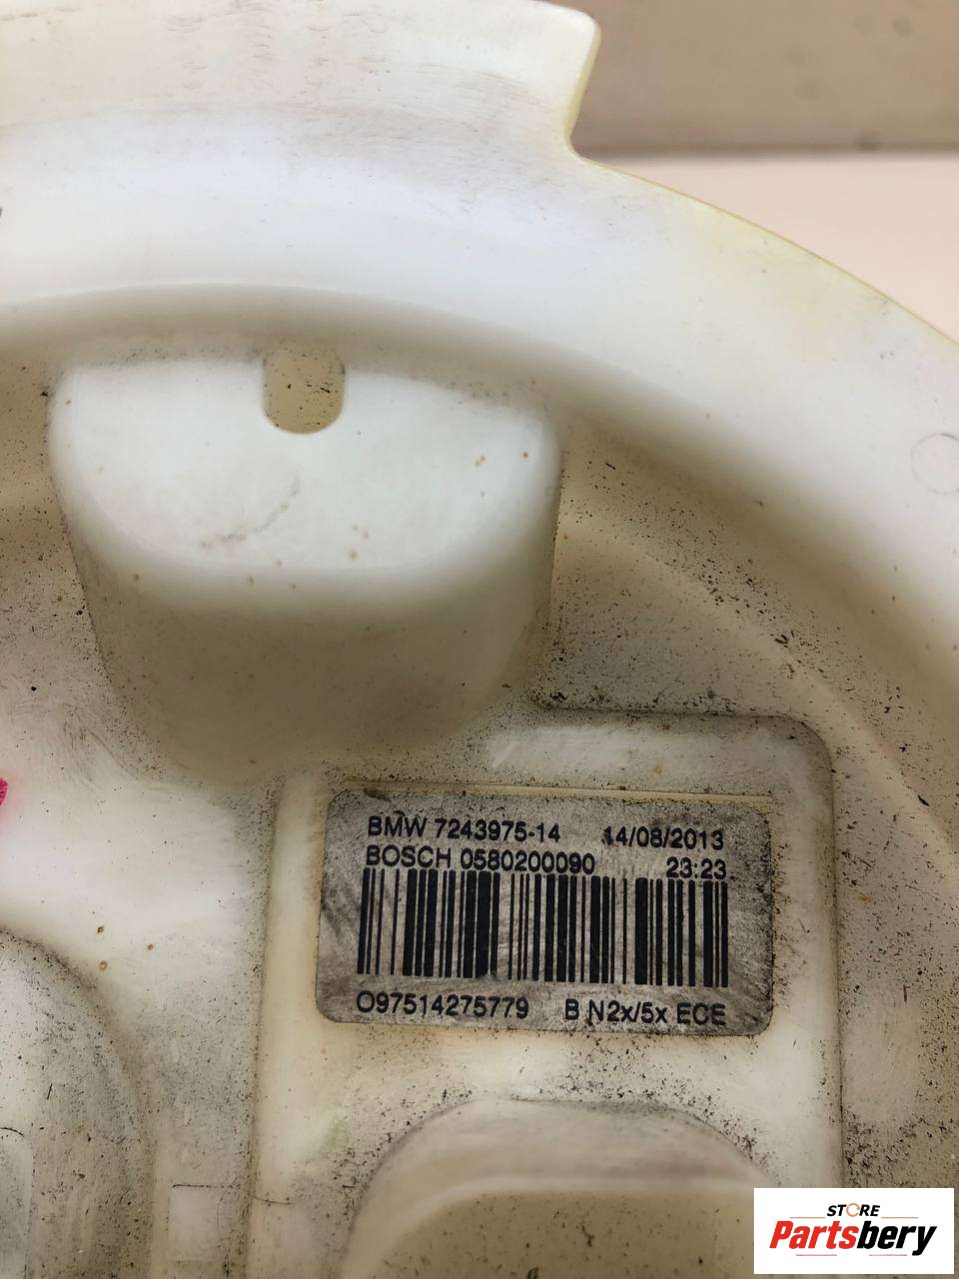 BMW 7243975-14 14/08/2013
BOSCH 0580200090 23:23
O97514275779 B N2x/5x ECE
STORE
Partsbery